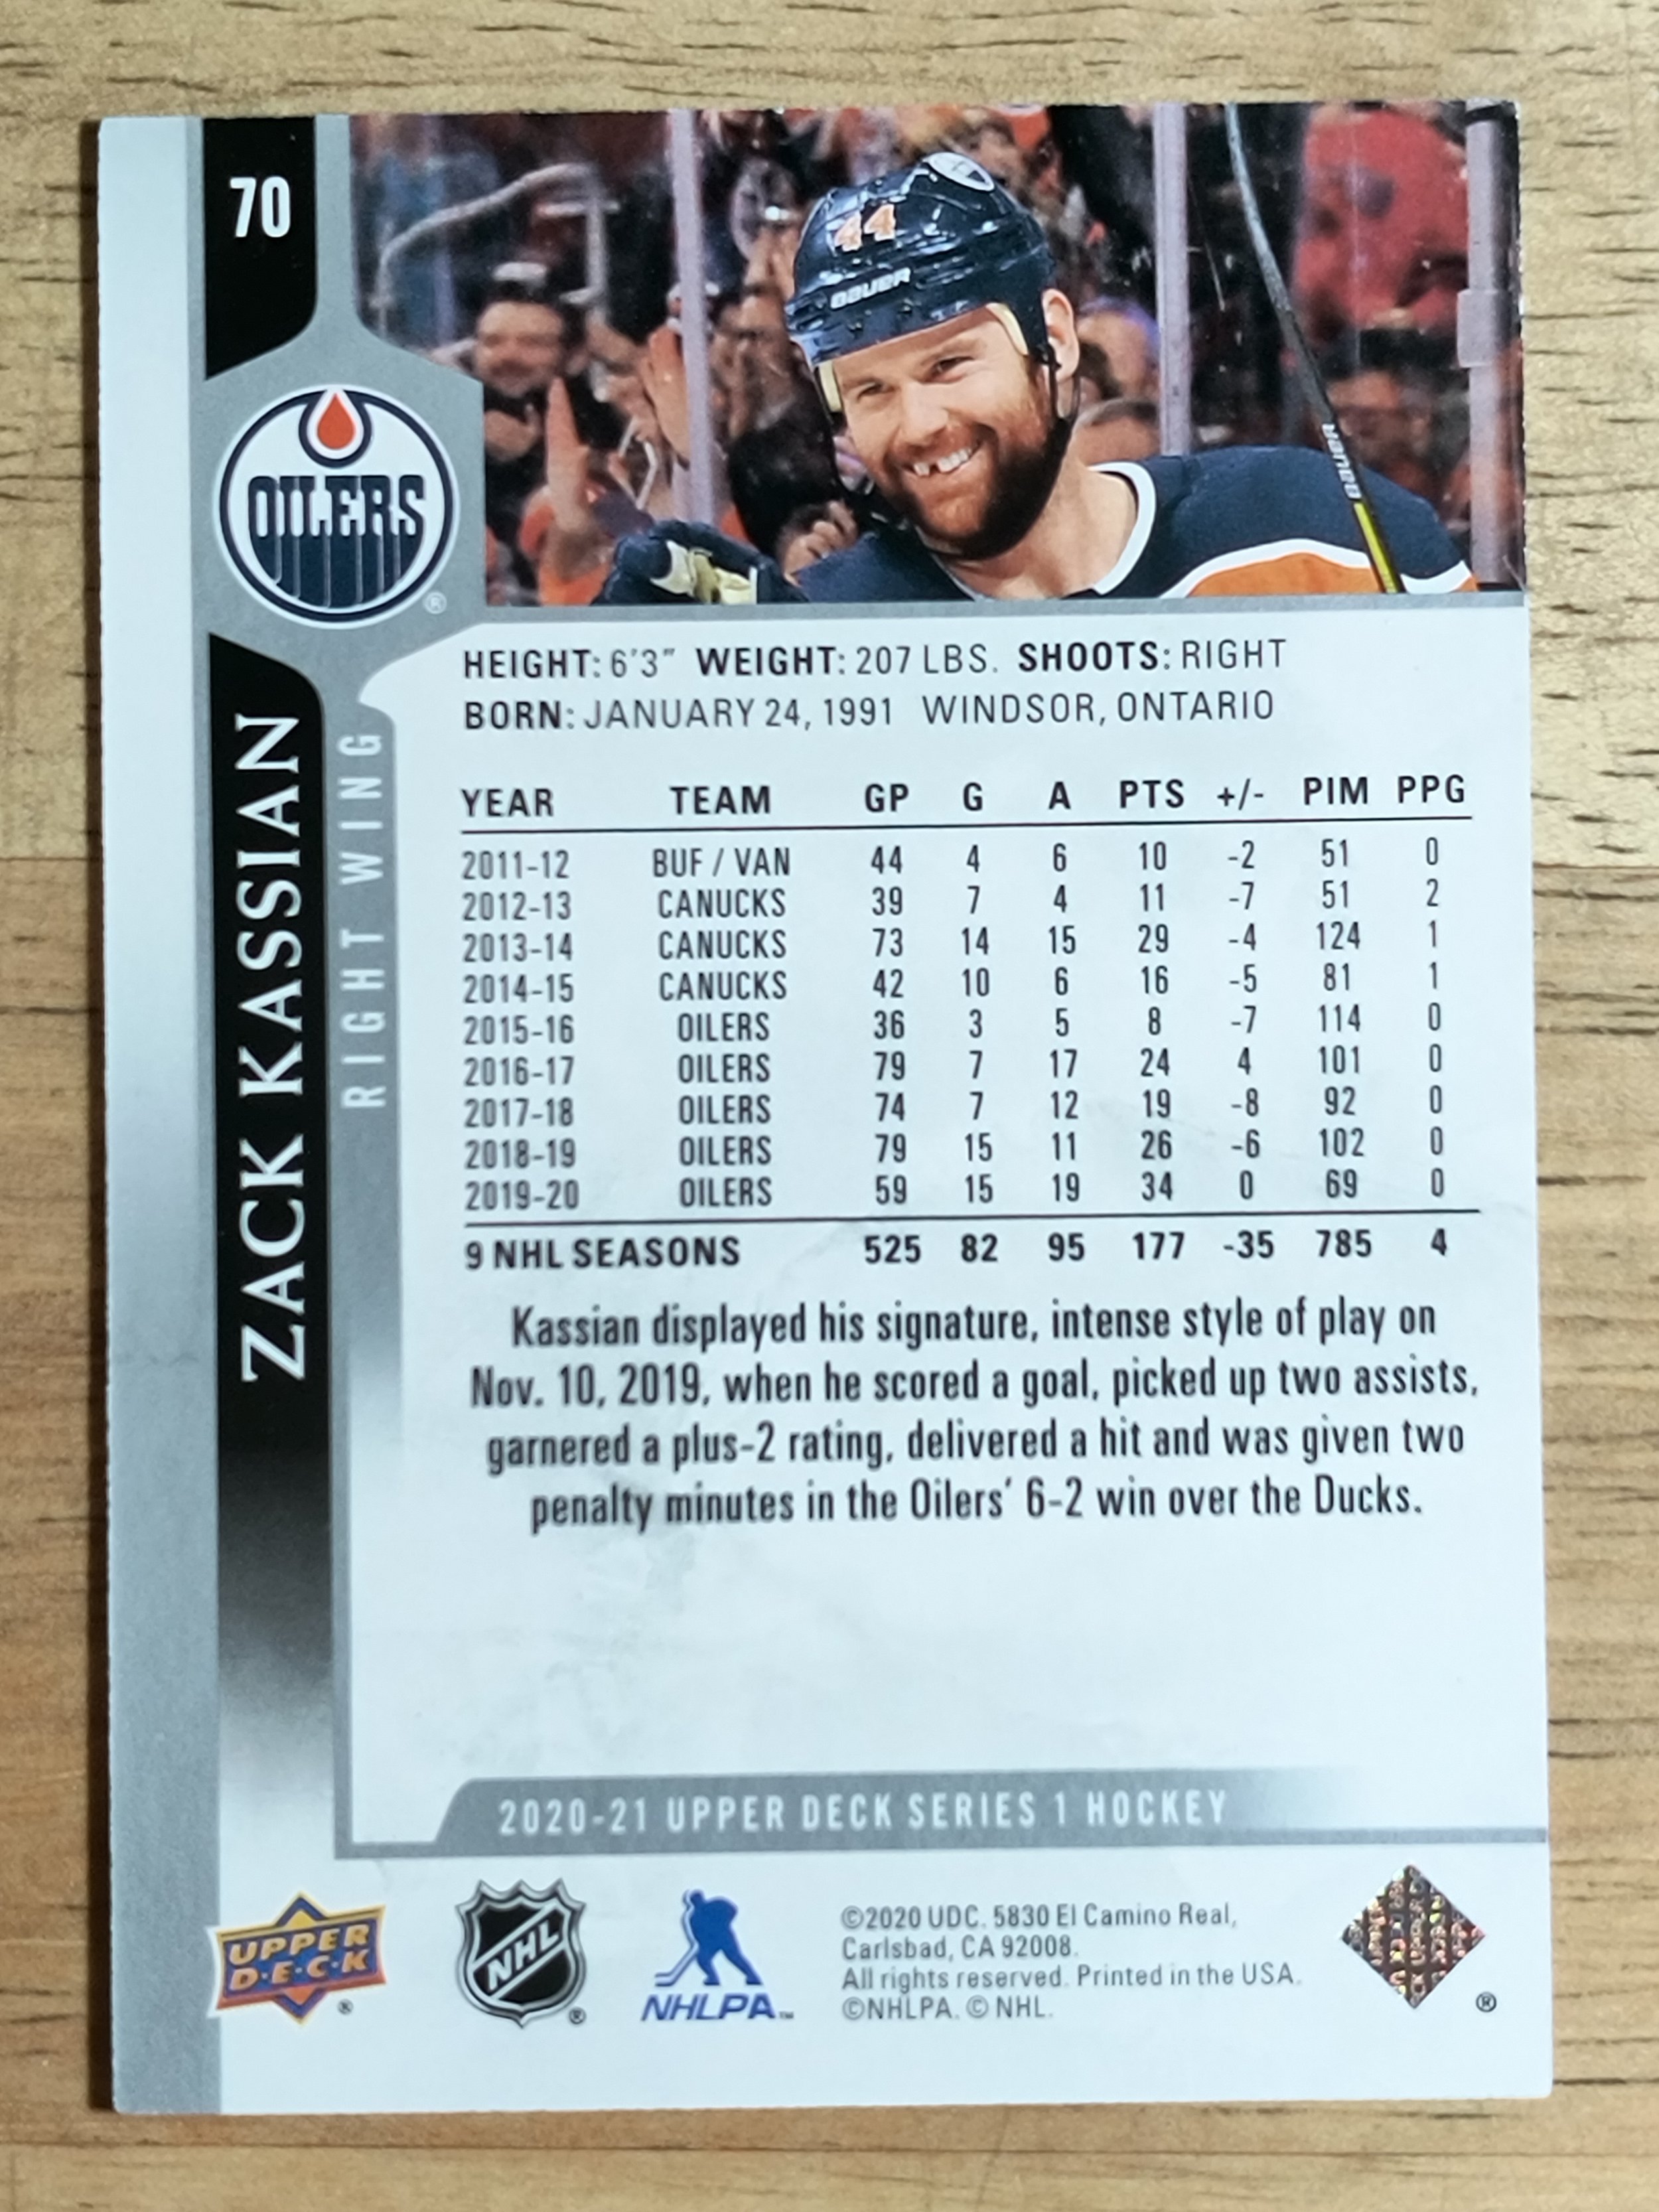 70
44
BAUER
BAUER
OILERS
®
ZACK KASSIAN
RIGHT WING
HEIGHT: 6'3" WEIGHT: 207 LBS. SHOOTS: RIGHT
BORN: JANUARY 24, 1991 WINDSOR, ONTARIO
YEAR TEAM GP G A PTS +/- PIM PPG
2011-12 BUF / VAN 44 4 6 10 -2 51 0
2012-13 CANUCKS 39 7 4 11 -7 51 2
2013-14 CANUCKS 73 14 15 29 -4 124 1
2014-15 CANUCKS 42 10 6 16 -5 81 1
2015-16 OILERS 36 3 5 8 -7 114 0
2016-17 OILERS 79 7 17 24 4 101 0
2017-18 OILERS 74 7 12 19 -8 92 0
2018-19 OILERS 79 15 11 26 -6 102 0
2019-20 OILERS 59 15 19 34 0 69 0
9 NHL SEASONS GP 525 82 95 177 -35 785 4
Kassian displayed his signature, intense style of play on
Nov. 10, 2019, when he scored a goal, picked up two assists,
garnered a plus-2 rating, delivered a hit and was given two
penalty minutes in the Oilers' 6-2 win over the Ducks.
2020-21 UPPER DECK SERIES 1 HOCKEY
UPPER
D·E·C·K
®
NHL
®
NHLPA™
©2020 UDC. 5830 El Camino Real,
Carlsbad, CA 92008.
All rights reserved. Printed in the USA.
©NHLPA. © NHL.
®